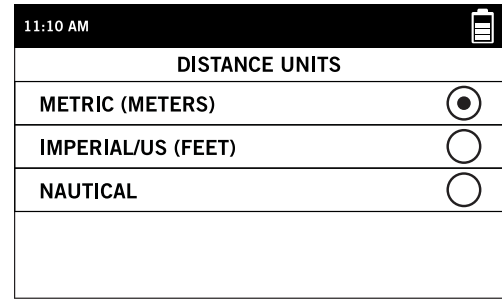 11:10 AM
DISTANCE UNITS
METRIC (METERS)
IMPERIAL/US (FEET)
NAUTICAL